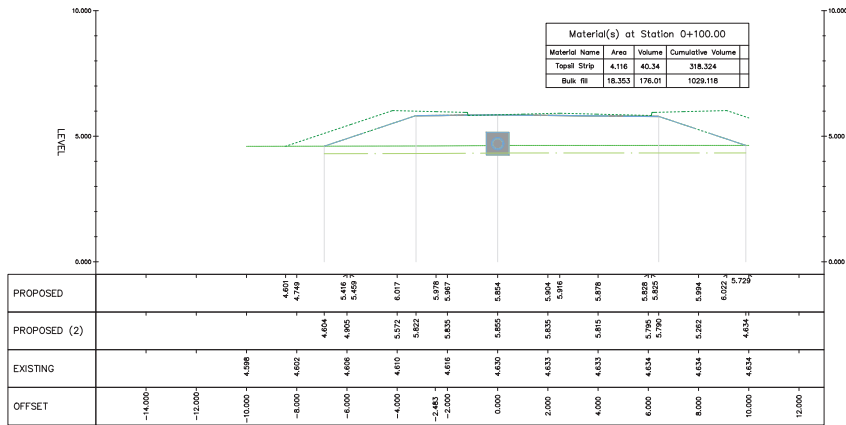 10.000
10.000
Material(s) at Station 0+100.00
Material Name Area Volume Cumulative Volume
Topsil Strip 4.116 40.34 318.324
Bulk fill 18.353 176.01 1029.118
LEVEL
5.000
5.000
0.000
0.000
PROPOSED 4.601 4.749 5.416 5.459 6.017 5.978 5.967 5.854 5.904 5.916 5.878 5.828 5.825 5.994 6.022 5.729
PROPOSED (2) 4.604 4.905 5.572 5.822 5.835 5.855 5.835 5.815 5.795 5.790 5.262 4.634
EXISTING 4.598 4.602 4.606 4.610 4.616 4.630 4.633 4.633 4.634 4.634 4.634
OFFSET -14.000 -12.000 -10.000 -8.000 -6.000 -4.000 -2.483 -2.000 0.000 2.000 4.000 6.000 8.000 10.000 12.000